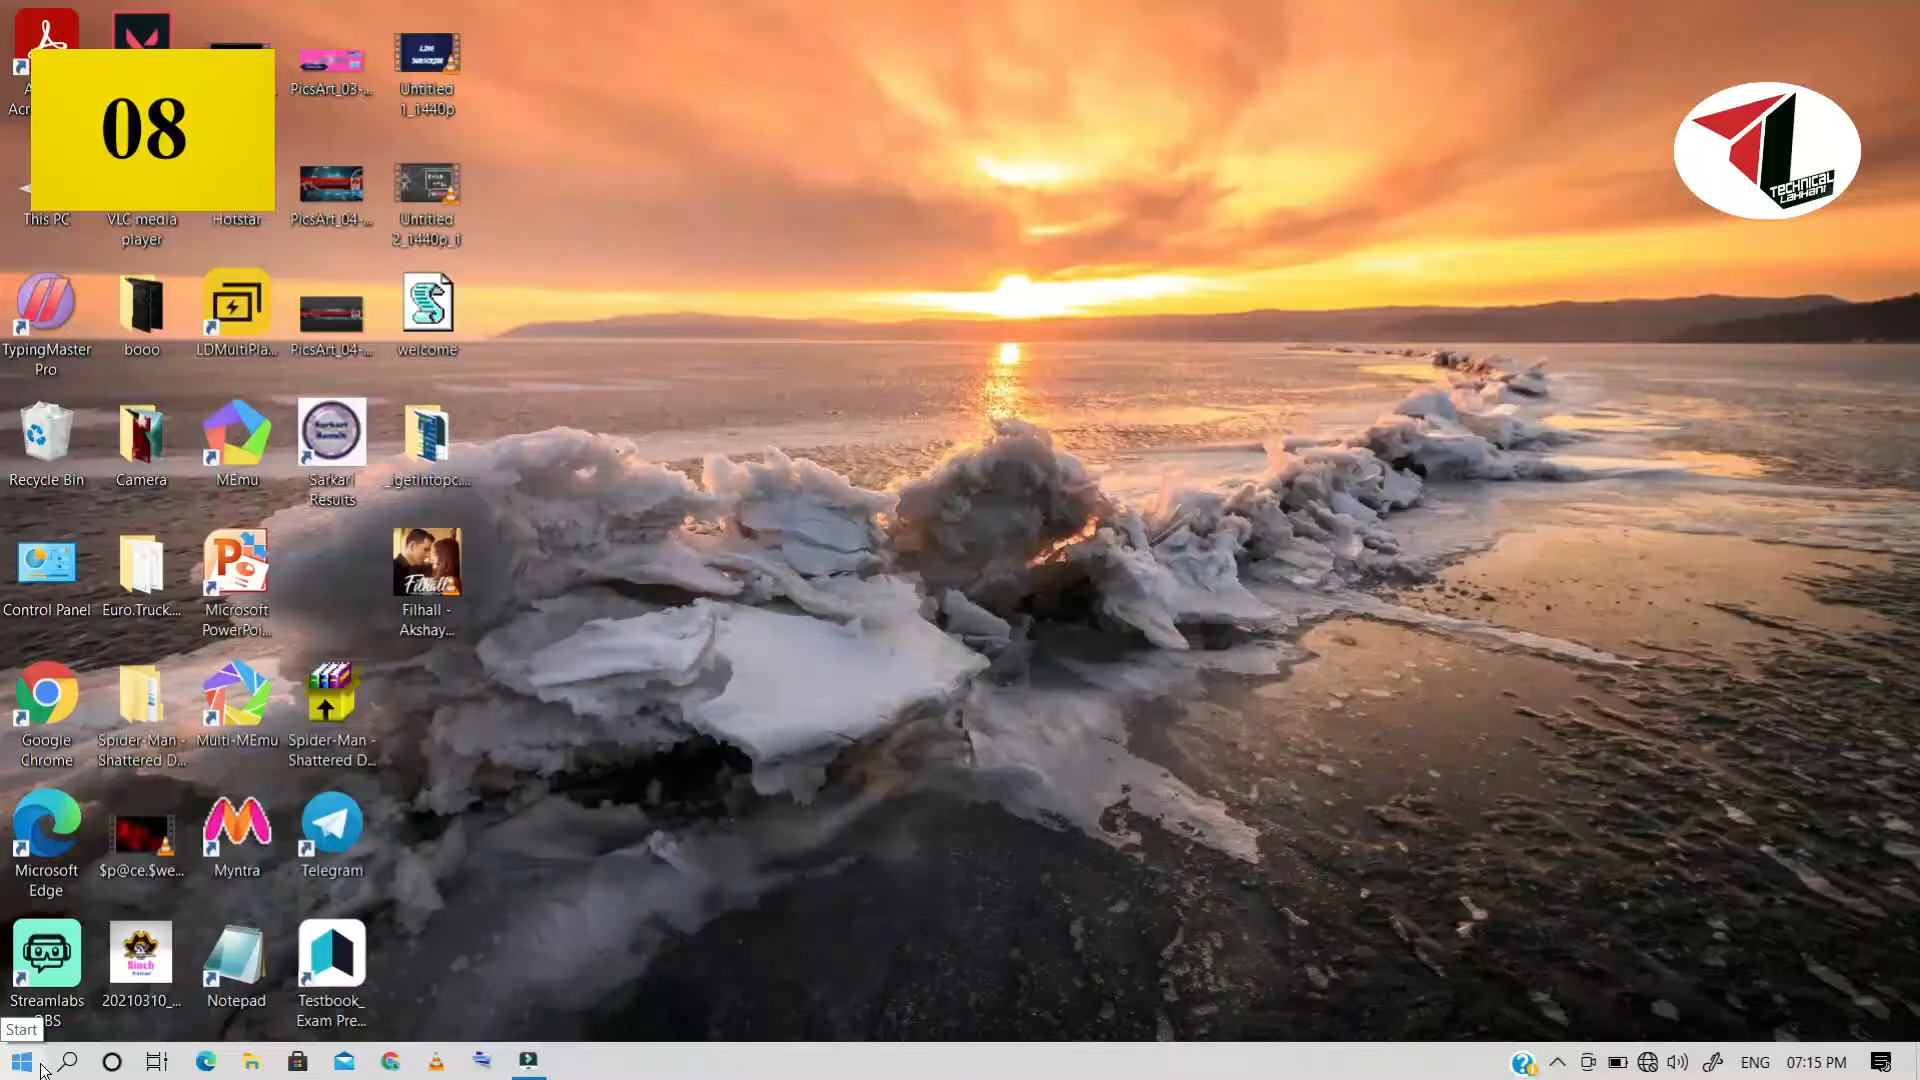 08
PicsArt_03-...
LIKE
SUBSCRIBE
Untitled
1_1440p
TECHNICAL
LAKHANI
This PC
VLC media
player
Hotstar
PicsArt_04-...
Untitled
2_1440p_1
TypingMaster
Pro
booo
LDMultiPla...
PicsArt_04-...
welcome
Recycle Bin
Camera
MEmu
Sarkari
Results
_igetintopc....
Control Panel
Euro.Truck....
Microsoft
PowerPoi...
Filhall
Filhall -
Akshay...
Google
Chrome
Spider-Man -
Shattered D...
Multi-MEmu
Spider-Man -
Shattered D...
Microsoft
Edge
$p@ce.$we...
Myntra
Telegram
Streamlabs
OBS
20210310_...
Notepad
Testbook_
Exam Pre...
Start
ENG
07:15 PM